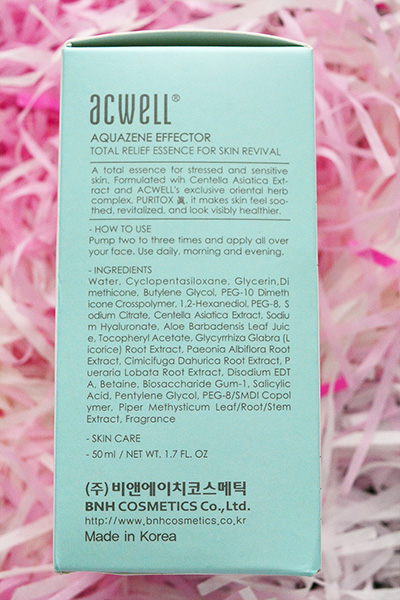 acwell®
AQUAZENE EFFECTOR
TOTAL RELIEF ESSENCE FOR SKIN REVIVAL
A total essence for stressed and sensitive
skin. Formulated wih Centella Asiatica Ext-
ract and ACWELL's exclusive oriental herb
complex, PURITOX 眞, it makes skin feel soo-
thed, revitalized, and look visibly healthier.
- HOW TO USE
Pump two to three times and apply all over
your face. Use daily, morning and evening.
- INGREDIENTS
Water, Cyclopentasiloxane, Glycerin,Di
methicone, Butylene Glycol, PEG-10 Dimeth
icone Crosspolymer, 1,2-Hexanediol, PEG-8, S
odium Citrate, Centella Asiatica Extract, Sodiu
m Hyaluronate, Aloe Barbadensis Leaf Juic
e, Tocopheryl Acetate, Glycyrrhiza Glabra (L
icorice) Root Extract, Paeonia Albiflora Root
Extract, Cimicifuga Dahurica Root Extract, P
ueraria Lobata Root Extract, Disodium EDT
A, Betaine, Biosaccharide Gum-1, Salicylic
Acid, Pentylene Glycol, PEG-8/SMDI Copol
ymer, Piper Methysticum Leaf/Root/Stem
Extract, Fragrance
- SKIN CARE
- 50 ml / NET WT. 1.7 FL. OZ
(주) 비앤에이치코스메틱
BNH COSMETICS Co.,Ltd.
http://www.bnhcosmetics.co.kr
Made in Korea